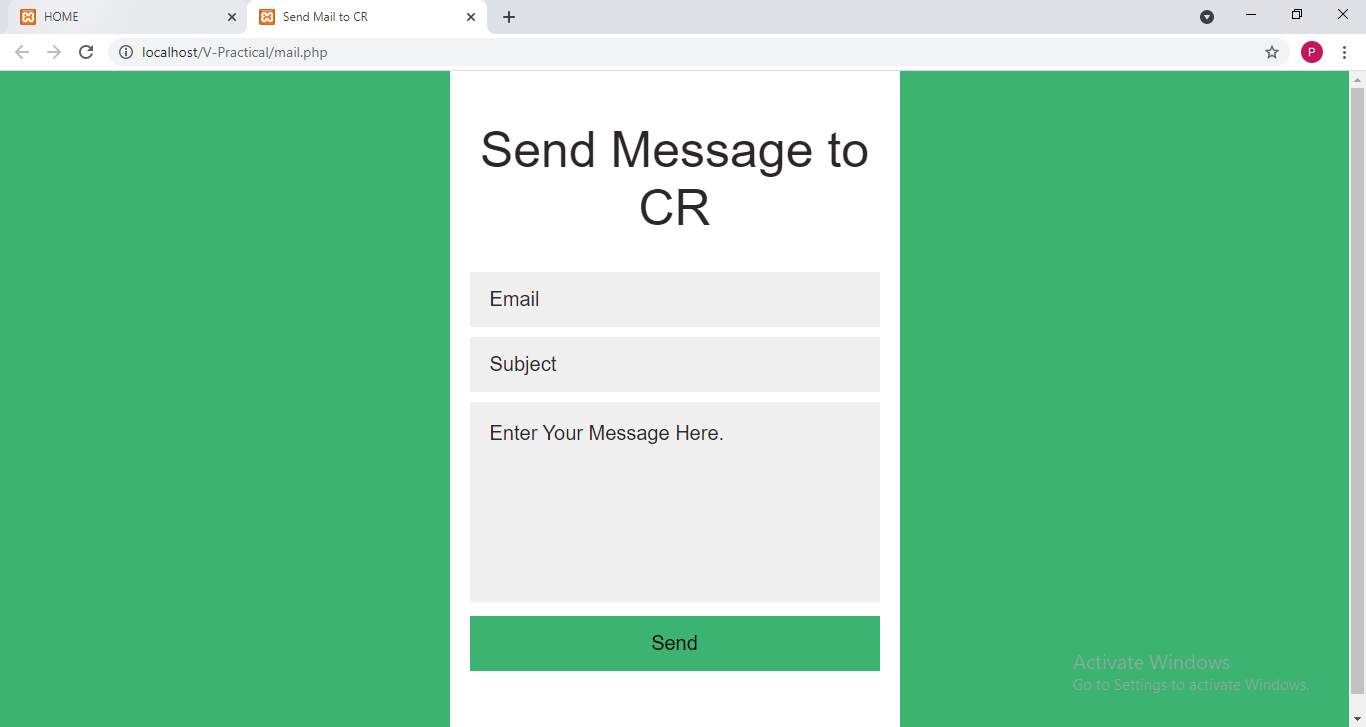 HOME
Send Mail to CR
localhost/V-Practical/mail.php
P
Send Message to
CR
Email
Subject
Enter Your Message Here.
Send
Activate Windows
Go to Settings to activate Windows.